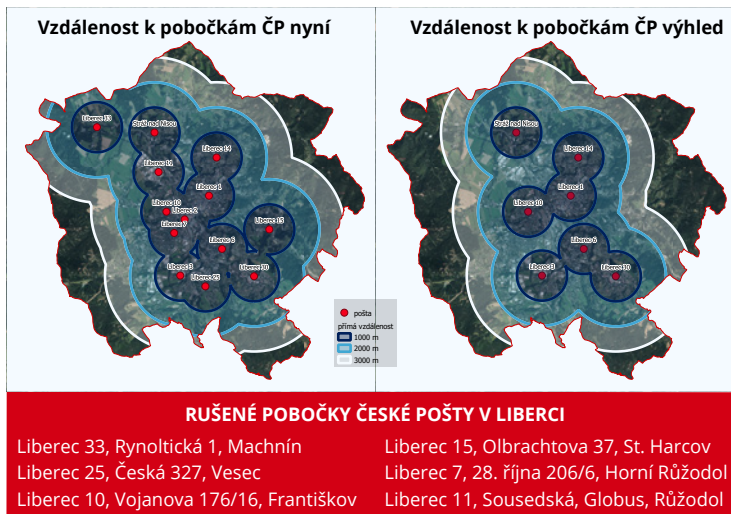 Vzdálenost k pobočkám ČP nyní
Liberec 33
Stráž nad Nisou
Liberec 14
Liberec 1
Liberec 10
Liberec 2
Liberec 7
Liberec 15
Liberec 6
Liberec 3
Liberec 25
Liberec 30
pošta
přímá vzdálenost
1000 m
2000 m
3000 m
Vzdálenost k pobočkám ČP výhled
Stráž nad Nisou
Liberec 14
Liberec 1
Liberec 10
Liberec 6
Liberec 3
Liberec 30
RUŠENÉ POBOČKY ČESKÉ POŠTY V LIBERCI
Liberec 33, Rynoltická 1, Machnín
Liberec 25, Česká 327, Vesec
Liberec 10, Vojanova 176/16, Františkov
Liberec 15, Olbrachtova 37, St. Harcov
Liberec 7, 28. října 206/6, Horní Růžodol
Liberec 11, Sousedská, Globus, Růžodol